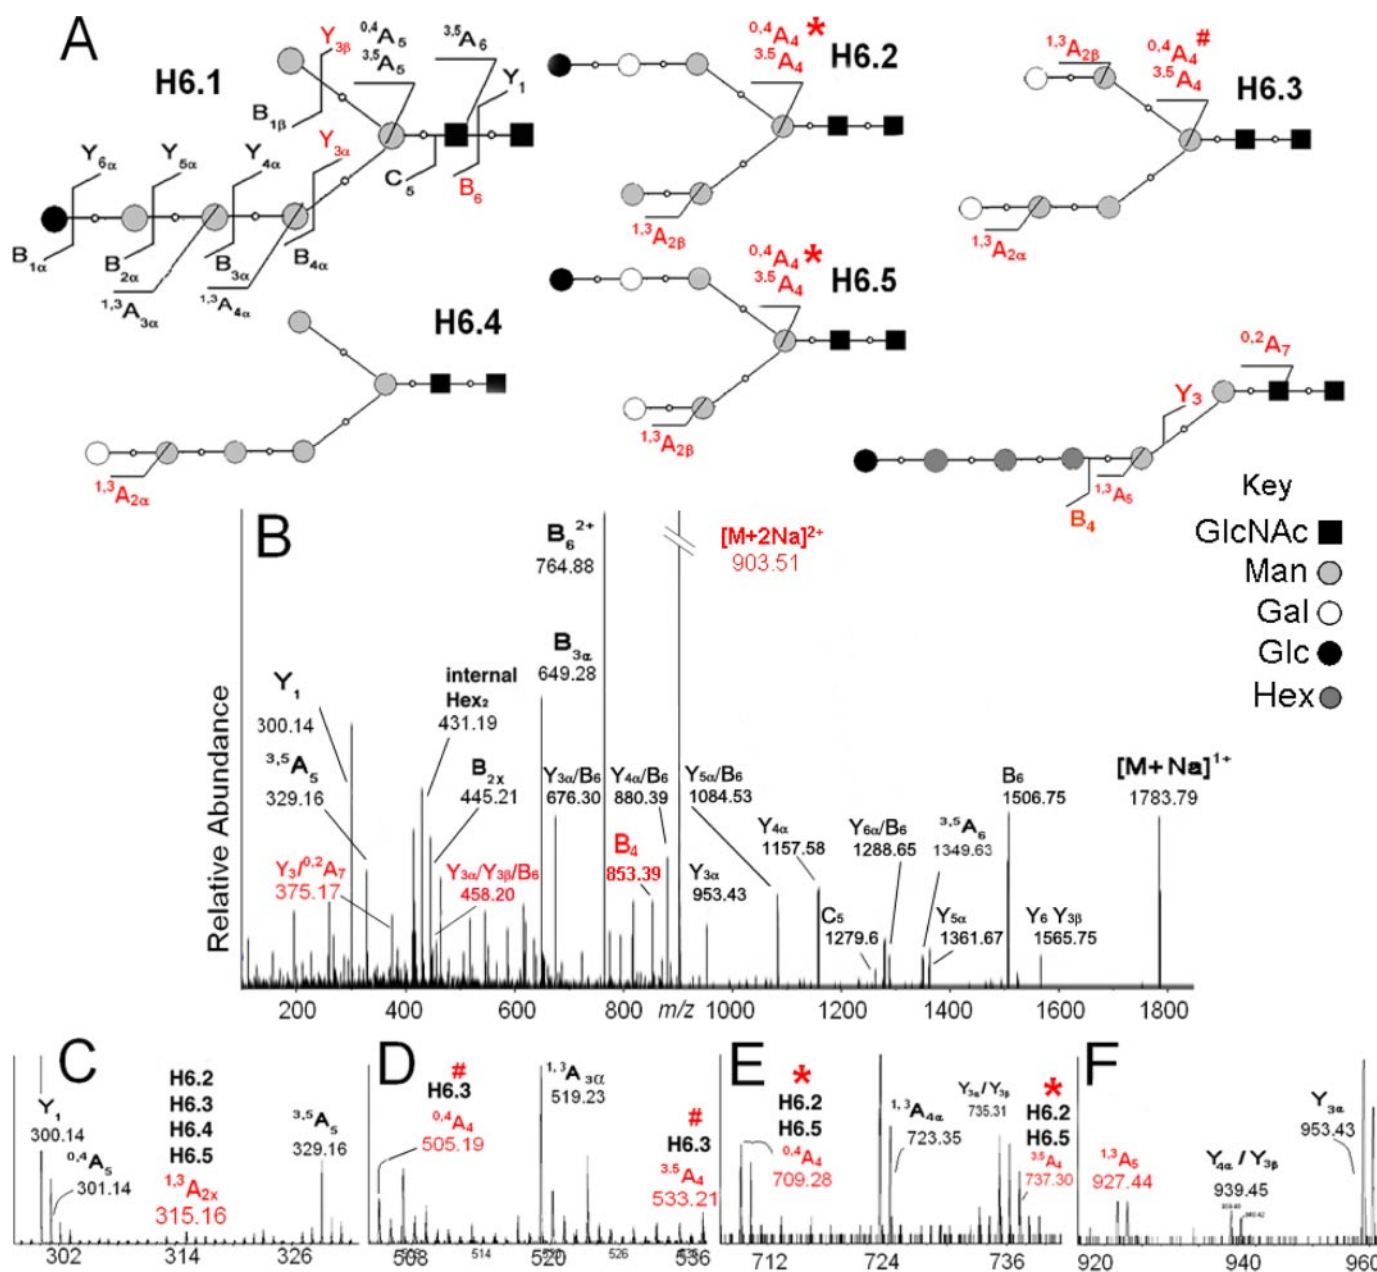 A
H6.1
Y3β
0,4A5
3,5A5
3,5A6
Y1
B1β
Y3α
Y6α
Y5α
Y4α
C5
B6
B1α
B2α
B3α
B4α
1,3A3α
1,3A4α
0,4A4 *
3,5A4
H6.2
1,3A2β
1,3A2β
0,4A4 #
3,5A4
H6.3
1,3A2α
H6.4
1,3A2α
0,4A4 *
3,5A4
H6.5
1,3A2β
0,2A7
Y3
1,3A5
B4
Key
GlcNAc
Man
Gal
Glc
Hex
B
Relative Abundance
Y1
300.14
3,5A5
329.16
Y3/0,2A7
375.17
internal
Hex2
431.19
B2x
445.21
Y3α/Y3β/B6
458.20
B3α
649.28
B6 2+
764.88
Y3α/B6
676.30
B4
853.39
Y4α/B6
880.39
[M+2Na]2+
903.51
Y3α
953.43
Y5α/B6
1084.53
Y4α
1157.58
C5
1279.6
Y6α/B6
1288.65
3,5A6
1349.63
Y5α
1361.67
B6
1506.75
Y6 Y3β
1565.75
[M+Na]1+
1783.79
200
400
600
800
m/z
1000
1200
1400
1600
1800
C
Y1
300.14
0,4A5
301.14
H6.2
H6.3
H6.4
H6.5
1,3A2x
315.16
3,5A5
329.16
302
314
326
D
#
H6.3
0,4A4
505.19
1,3A3α
519.23
#
H6.3
3,5A4
533.21
508
514
520
526
536
E
*
H6.2
H6.5
0,4A4
709.28
1,3A4α
723.35
Y3α/Y3β
735.31
*
H6.2
H6.5
3,5A4
737.30
712
724
736
F
1,3A5
927.44
Y4α/Y3β
939.45
Y3α
953.43
920
940
960